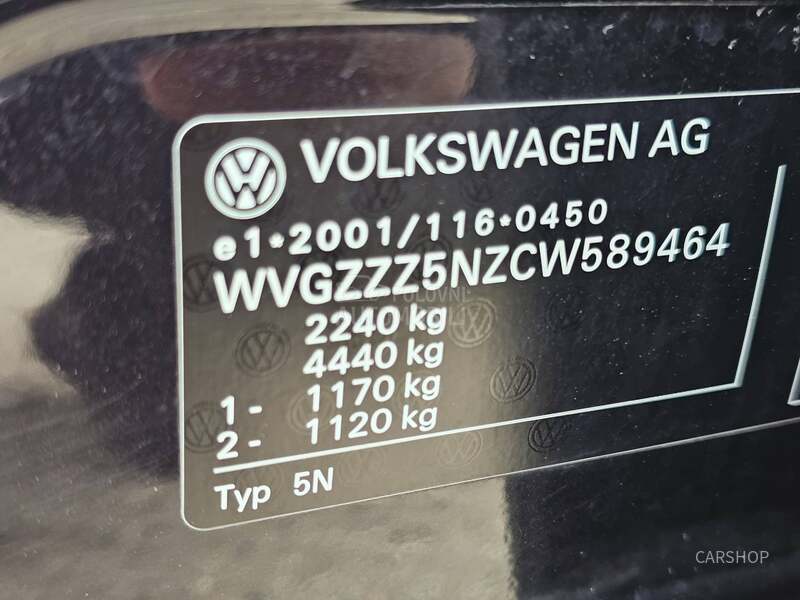 VOLKSWAGEN AG
e1*2001/116*0450
WVGZZZ5NZCW589464
2240 kg
4440 kg
1- 1170 kg
2- 1120 kg
Typ 5N
CARSHOP